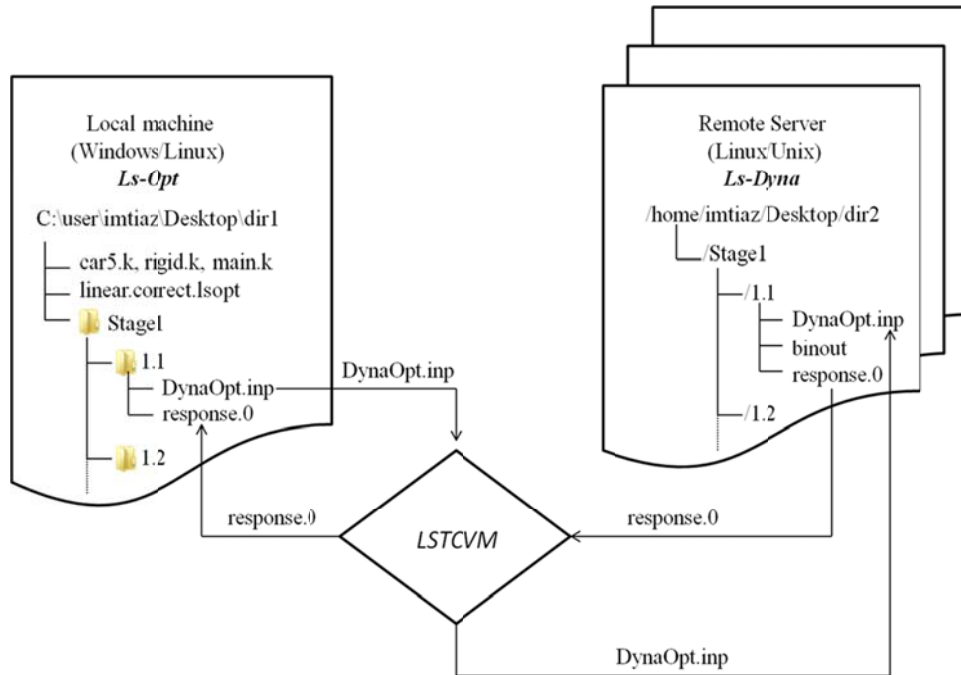 Local machine
(Windows/Linux)
Ls-Opt
C:\user\imtiaz\Desktop\dir1
car5.k, rigid.k, main.k
linear.correct.lsopt
Stage1
1.1
DynaOpt.inp
response.0
1.2
Remote Server
(Linux/Unix)
Ls-Dyna
/home/imtiaz/Desktop/dir2
/Stage1
/1.1
DynaOpt.inp
binout
response.0
/1.2
DynaOpt.inp
response.0
LSTCVM
response.0
DynaOpt.inp